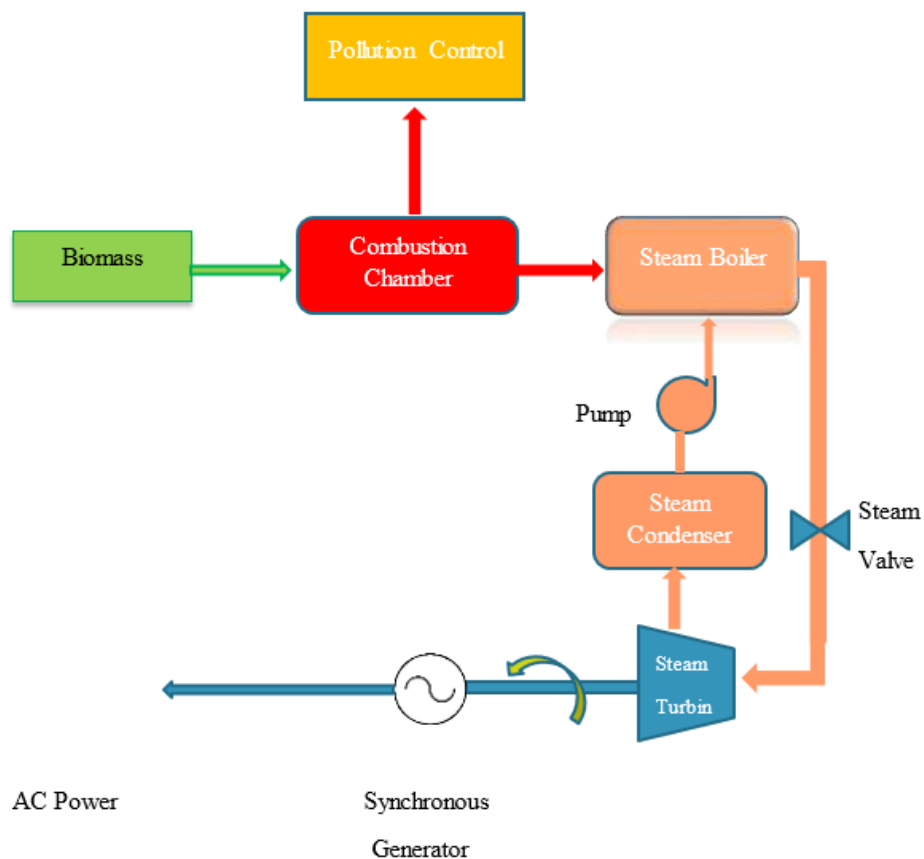 Pollution Control
Biomass
Combustion
Chamber
Steam Boiler
Pump
Steam
Condenser
Steam
Valve
Steam
Turbin
AC Power
Synchronous
Generator